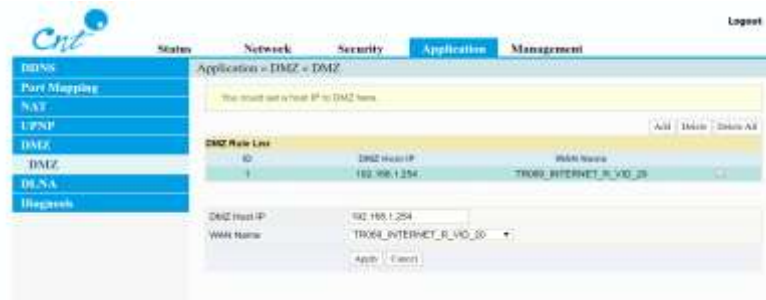 Cnt
Logout
Status Network Security Application Management
DDNS
Port Mapping
NAT
UPNP
DMZ
DMZ
DLNA
Diagnosis
Application » DMZ » DMZ
You could set a host IP to DMZ here.
Add Delete Delete All
DMZ Rule List
ID DMZ Host IP WAN Name
1 192.168.1.254 TR069_INTERNET_R_VID_20
DMZ Host IP 192.168.1.254
WAN Name TR069_INTERNET_R_VID_20
Apply Cancel